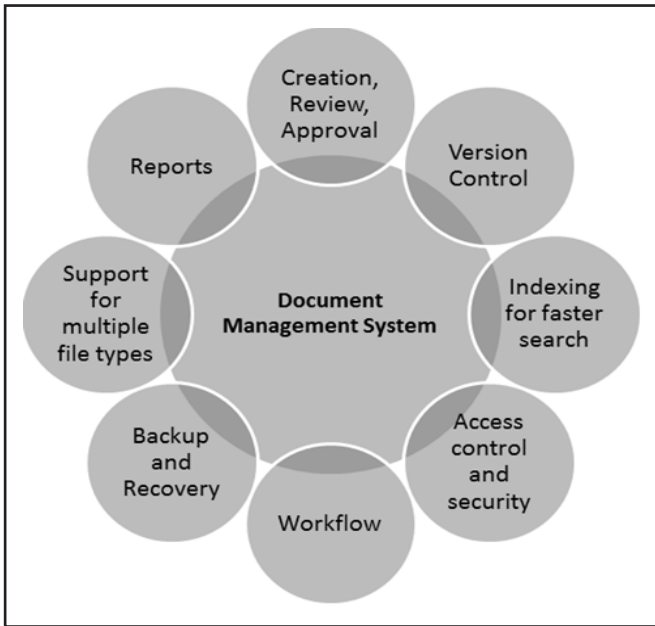 Creation,
Review,
Approval
Version
Control
Indexing
for faster
search
Access
control
and
security
Workflow
Backup
and
Recovery
Support
for
multiple
file types
Reports
Document
Management System